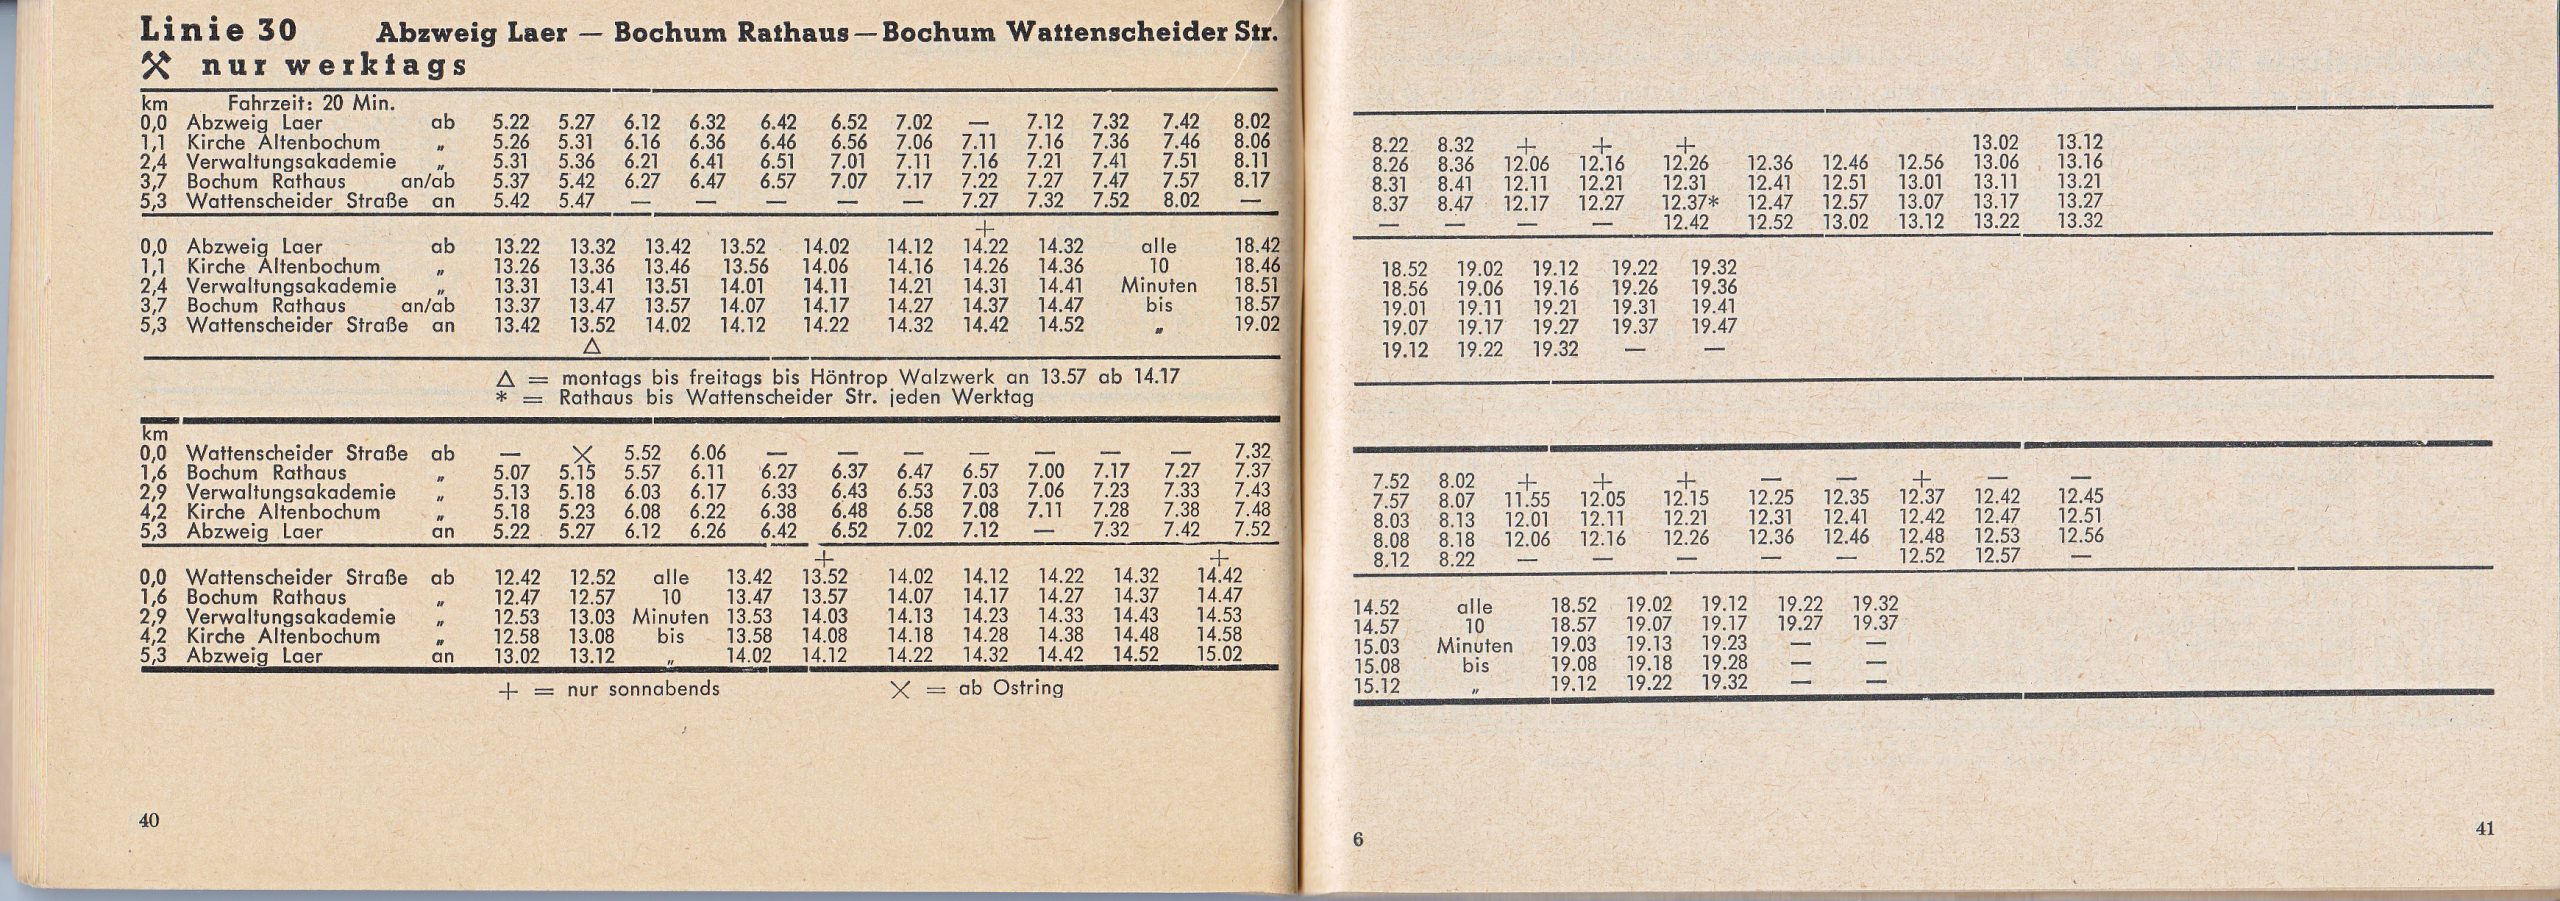 Linie 30 Abzweig Laer — Bochum Rathaus — Bochum Wattenscheider Str.
⚒ nur werktags
km Fahrzeit: 20 Min.
0,0 Abzweig Laer ab 5.22 5.27 6.12 6.32 6.42 6.52 7.02 — 7.12 7.32 7.42 8.02
1,1 Kirche Altenbochum „ 5.26 5.31 6.16 6.36 6.46 6.56 7.06 7.11 7.16 7.36 7.46 8.06
2,4 Verwaltungsakademie „ 5.31 5.36 6.21 6.41 6.51 7.01 7.11 7.16 7.21 7.41 7.51 8.11
3,7 Bochum Rathaus an/ab 5.37 5.42 6.27 6.47 6.57 7.07 7.17 7.22 7.27 7.47 7.57 8.17
5,3 Wattenscheider Straße an 5.42 5.47 — — — — — 7.27 7.32 7.52 8.02 —
+
0,0 Abzweig Laer ab 13.22 13.32 13.42 13.52 14.02 14.12 14.22 14.32 alle 18.42
1,1 Kirche Altenbochum „ 13.26 13.36 13.46 13.56 14.06 14.16 14.26 14.36 10 18.46
2,4 Verwaltungsakademie „ 13.31 13.41 13.51 14.01 14.11 14.21 14.31 14.41 Minuten 18.51
3,7 Bochum Rathaus an/ab 13.37 13.47 13.57 14.07 14.17 14.27 14.37 14.47 bis 18.57
5,3 Wattenscheider Straße an 13.42 13.52 14.02 14.12 14.22 14.32 14.42 14.52 „ 19.02
△
△ = montags bis freitags bis Höntrop Walzwerk an 13.57 ab 14.17
* = Rathaus bis Wattenscheider Str. jeden Werktag
km
0,0 Wattenscheider Straße ab — ✕ 5.52 6.06 — — — — — — — 7.32
1,6 Bochum Rathaus „ 5.07 5.15 5.57 6.11 6.27 6.37 6.47 6.57 7.00 7.17 7.27 7.37
2,9 Verwaltungsakademie „ 5.13 5.18 6.03 6.17 6.33 6.43 6.53 7.03 7.06 7.23 7.33 7.43
4,2 Kirche Altenbochum „ 5.18 5.23 6.08 6.22 6.38 6.48 6.58 7.08 7.11 7.28 7.38 7.48
5,3 Abzweig Laer an 5.22 5.27 6.12 6.26 6.42 6.52 7.02 7.12 — 7.32 7.42 7.52
+ +
0,0 Wattenscheider Straße ab 12.42 12.52 alle 13.42 13.52 14.02 14.12 14.22 14.32 14.42
1,6 Bochum Rathaus „ 12.47 12.57 10 13.47 13.57 14.07 14.17 14.27 14.37 14.47
2,9 Verwaltungsakademie „ 12.53 13.03 Minuten 13.53 14.03 14.13 14.23 14.33 14.43 14.53
4,2 Kirche Altenbochum „ 12.58 13.08 bis 13.58 14.08 14.18 14.28 14.38 14.48 14.58
5,3 Abzweig Laer an 13.02 13.12 „ 14.02 14.12 14.22 14.32 14.42 14.52 15.02
+ = nur sonnabends ✕ = ab Ostring
40
8.22 8.32 + + + 13.02 13.12
8.26 8.36 12.06 12.16 12.26 12.36 12.46 12.56 13.06 13.16
8.31 8.41 12.11 12.21 12.31 12.41 12.51 13.01 13.11 13.21
8.37 8.47 12.17 12.27 12.37* 12.47 12.57 13.07 13.17 13.27
— — — — 12.42 12.52 13.02 13.12 13.22 13.32
18.52 19.02 19.12 19.22 19.32
18.56 19.06 19.16 19.26 19.36
19.01 19.11 19.21 19.31 19.41
19.07 19.17 19.27 19.37 19.47
19.12 19.22 19.32 — —
7.52 8.02 + + + — — + — —
7.57 8.07 11.55 12.05 12.15 12.25 12.35 12.37 12.42 12.45
8.03 8.13 12.01 12.11 12.21 12.31 12.41 12.42 12.47 12.51
8.08 8.18 12.06 12.16 12.26 12.36 12.46 12.48 12.53 12.56
8.12 8.22 — — — — — 12.52 12.57 —
14.52 alle 18.52 19.02 19.12 19.22 19.32
14.57 10 18.57 19.07 19.17 19.27 19.37
15.03 Minuten 19.03 19.13 19.23 — —
15.08 bis 19.08 19.18 19.28 — —
15.12 „ 19.12 19.22 19.32 — —
6
41